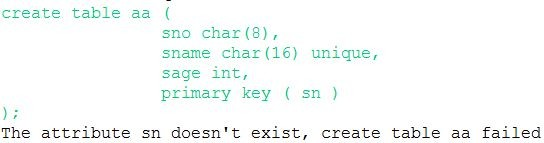 create table aa (
sno char(8),
sname char(16) unique,
sage int,
primary key ( sn )
);
The attribute sn doesn't exist, create table aa failed